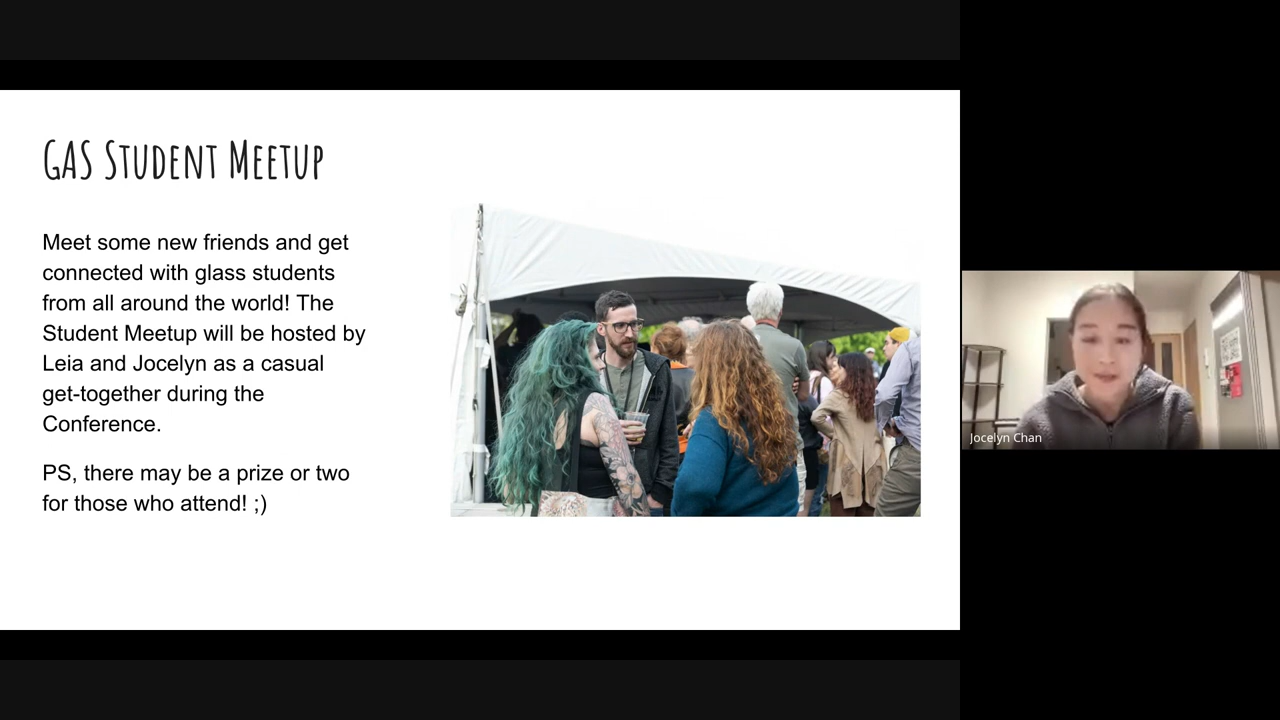 GAS Student Meetup
Meet some new friends and get
connected with glass students
from all around the world! The
Student Meetup will be hosted by
Leia and Jocelyn as a casual
get-together during the
Conference.
PS, there may be a prize or two
for those who attend! ;)
Jocelyn Chan